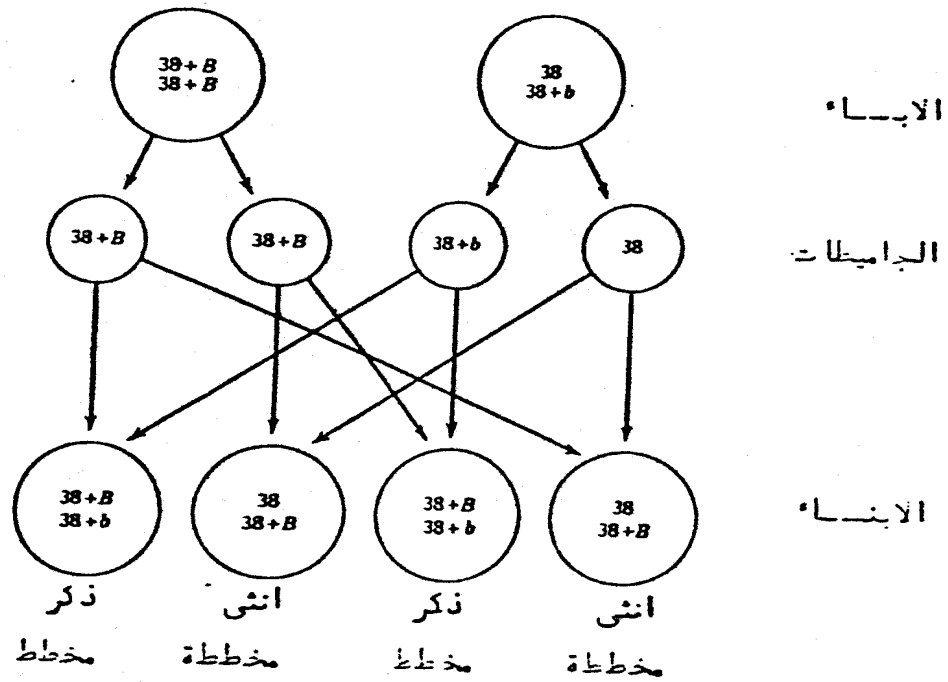 38+B
38+B
38
38+b
الابـــاء
38+B
38+B
38+b
38
الجاميطات
38+B
38+b
38
38+B
38+B
38+b
38
38+B
الابنـــاء
ذكر
انثى
ذكر
انثى
مخطط
مخططة
مخطط
مخططة